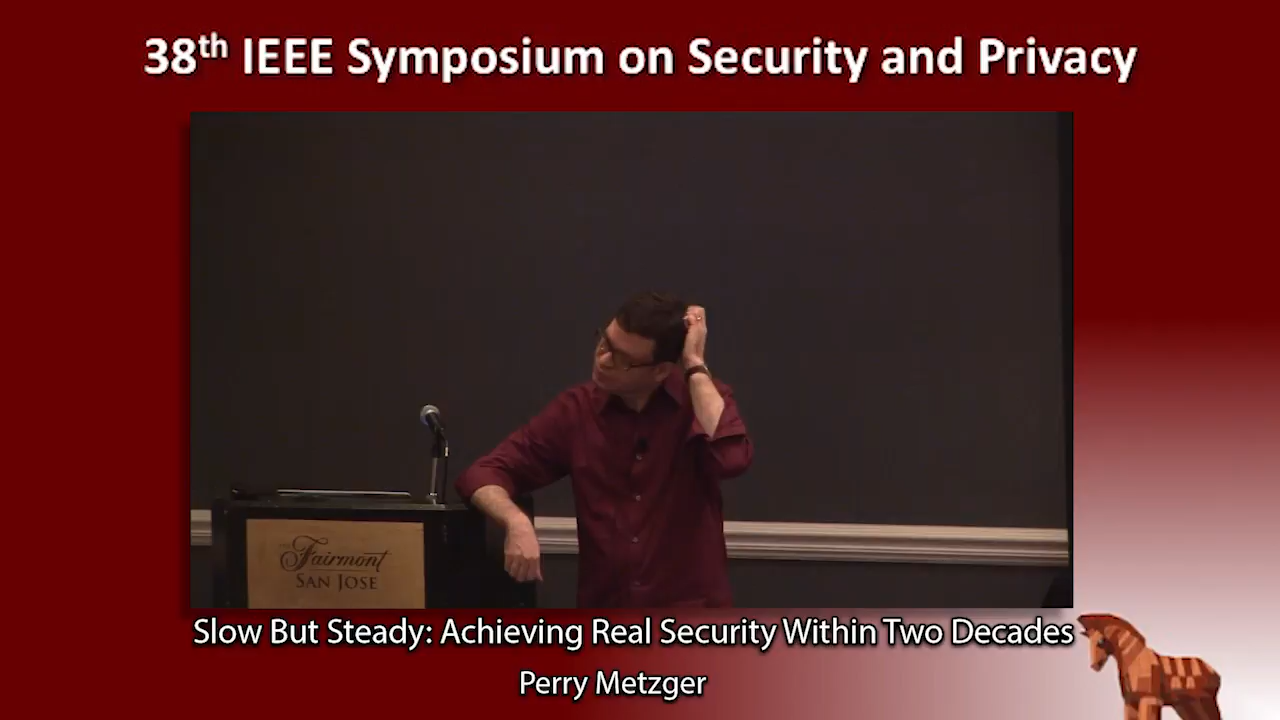 38th IEEE Symposium on Security and Privacy
THE
Fairmont
SAN JOSE
Slow But Steady: Achieving Real Security Within Two Decades
Perry Metzger